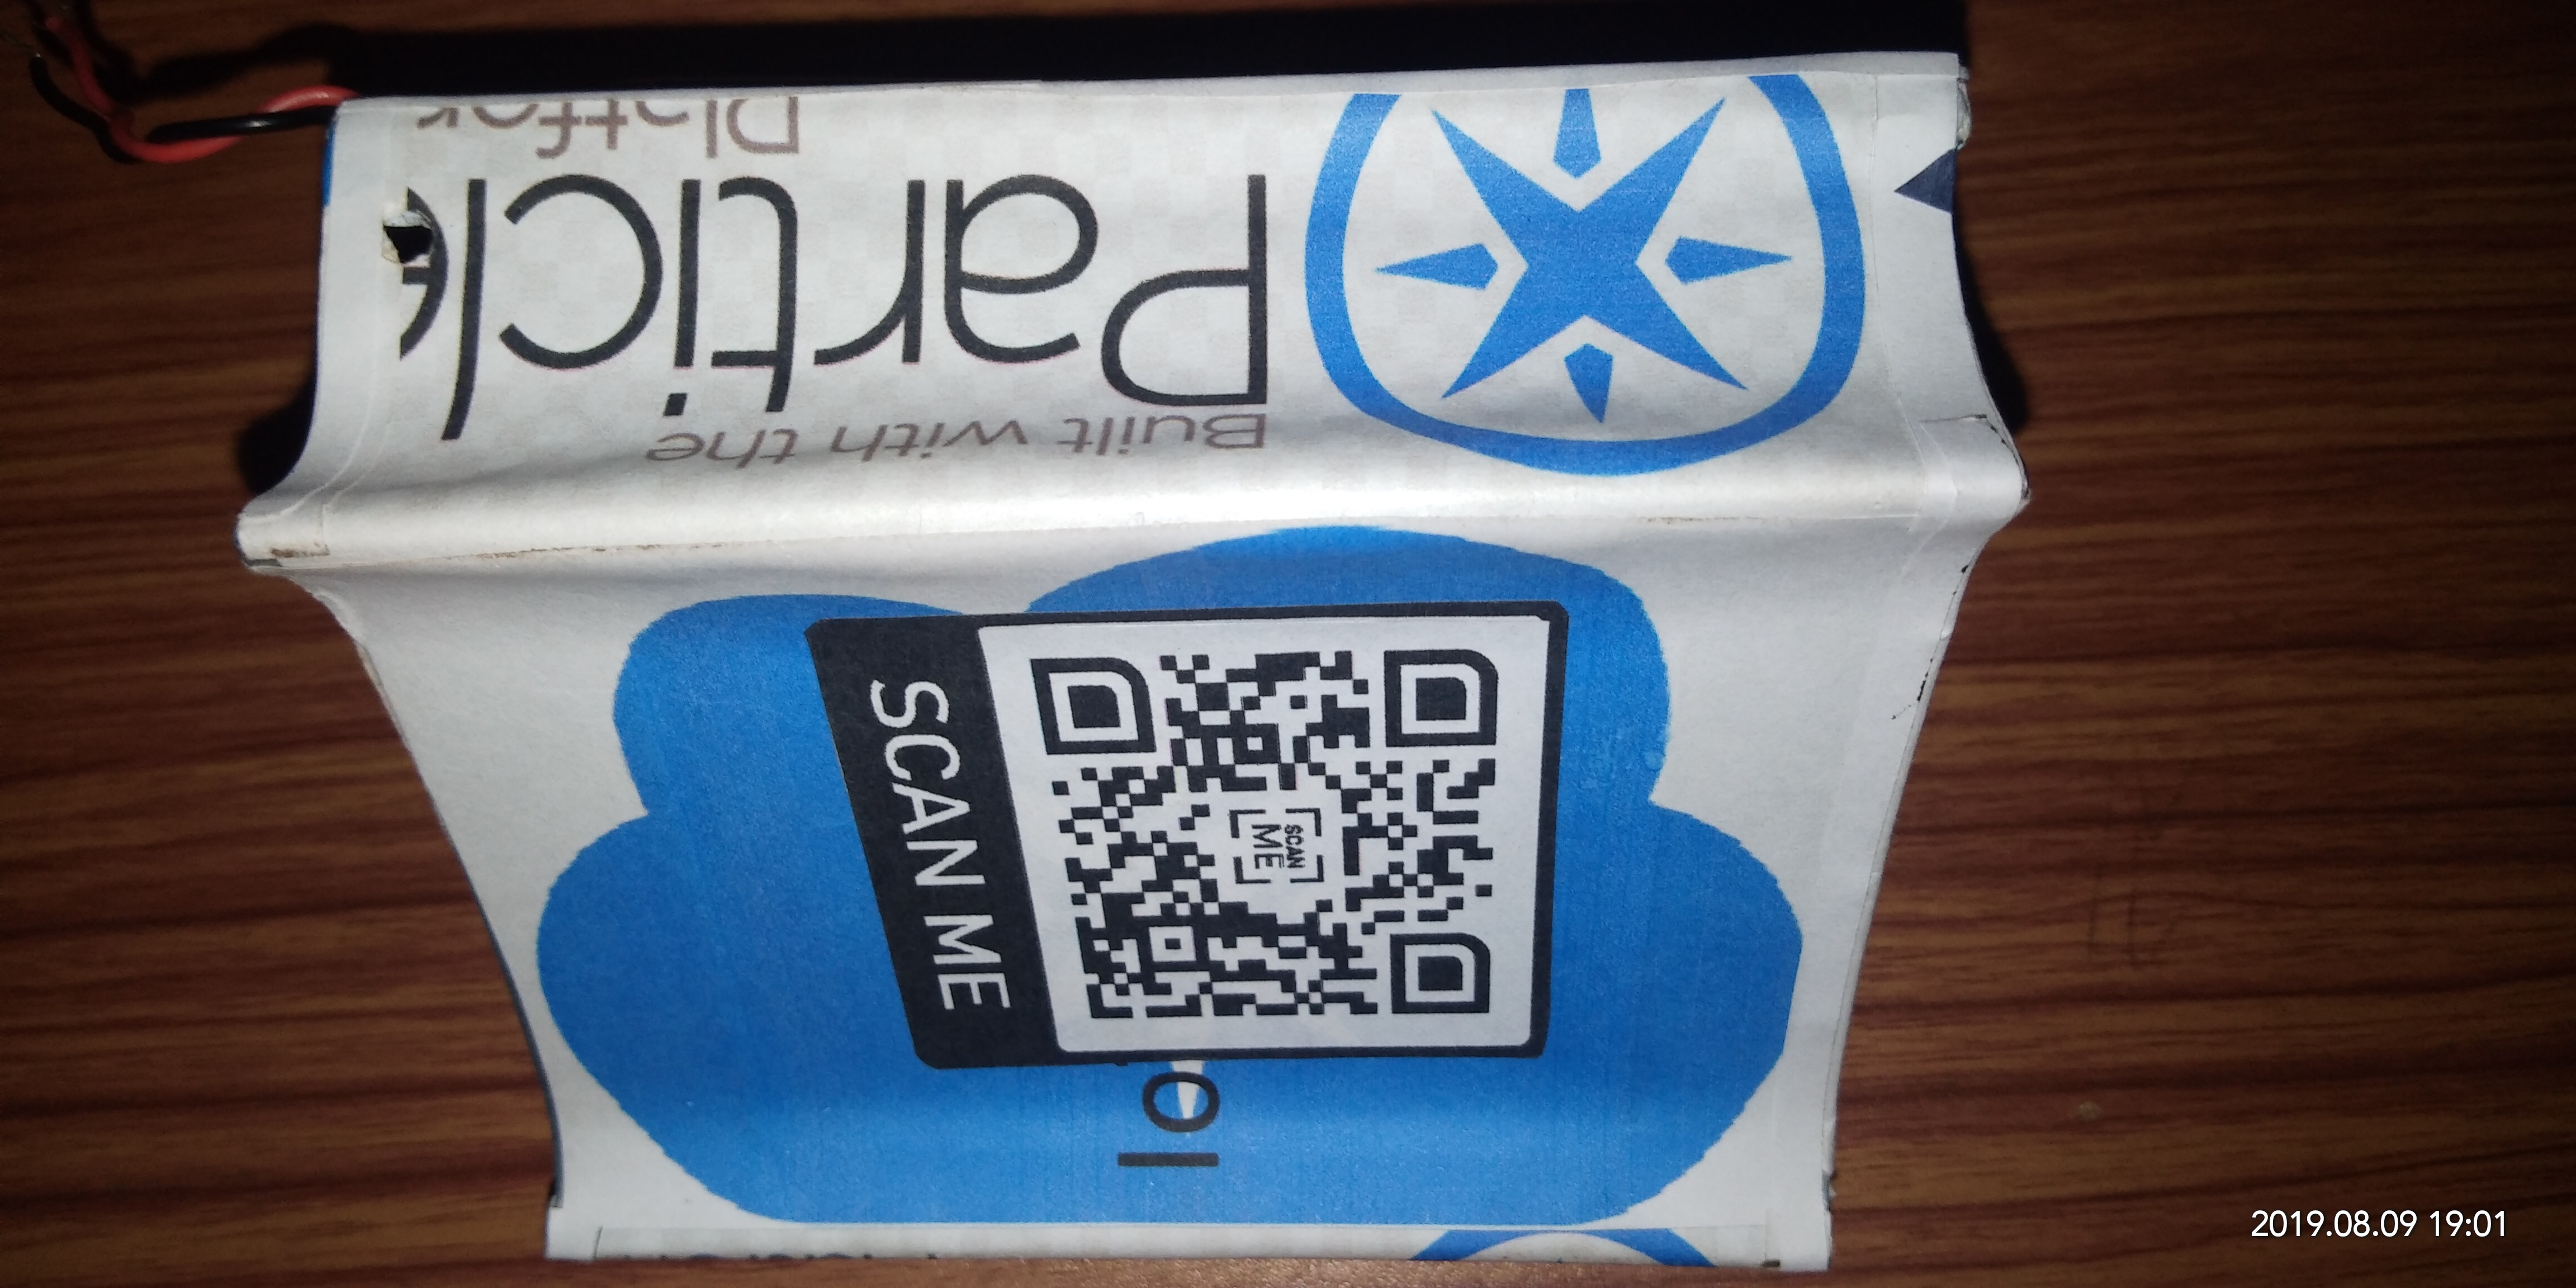 Built with the
Particle
SCAN ME
SCAN
ME
2019.08.09 19:01